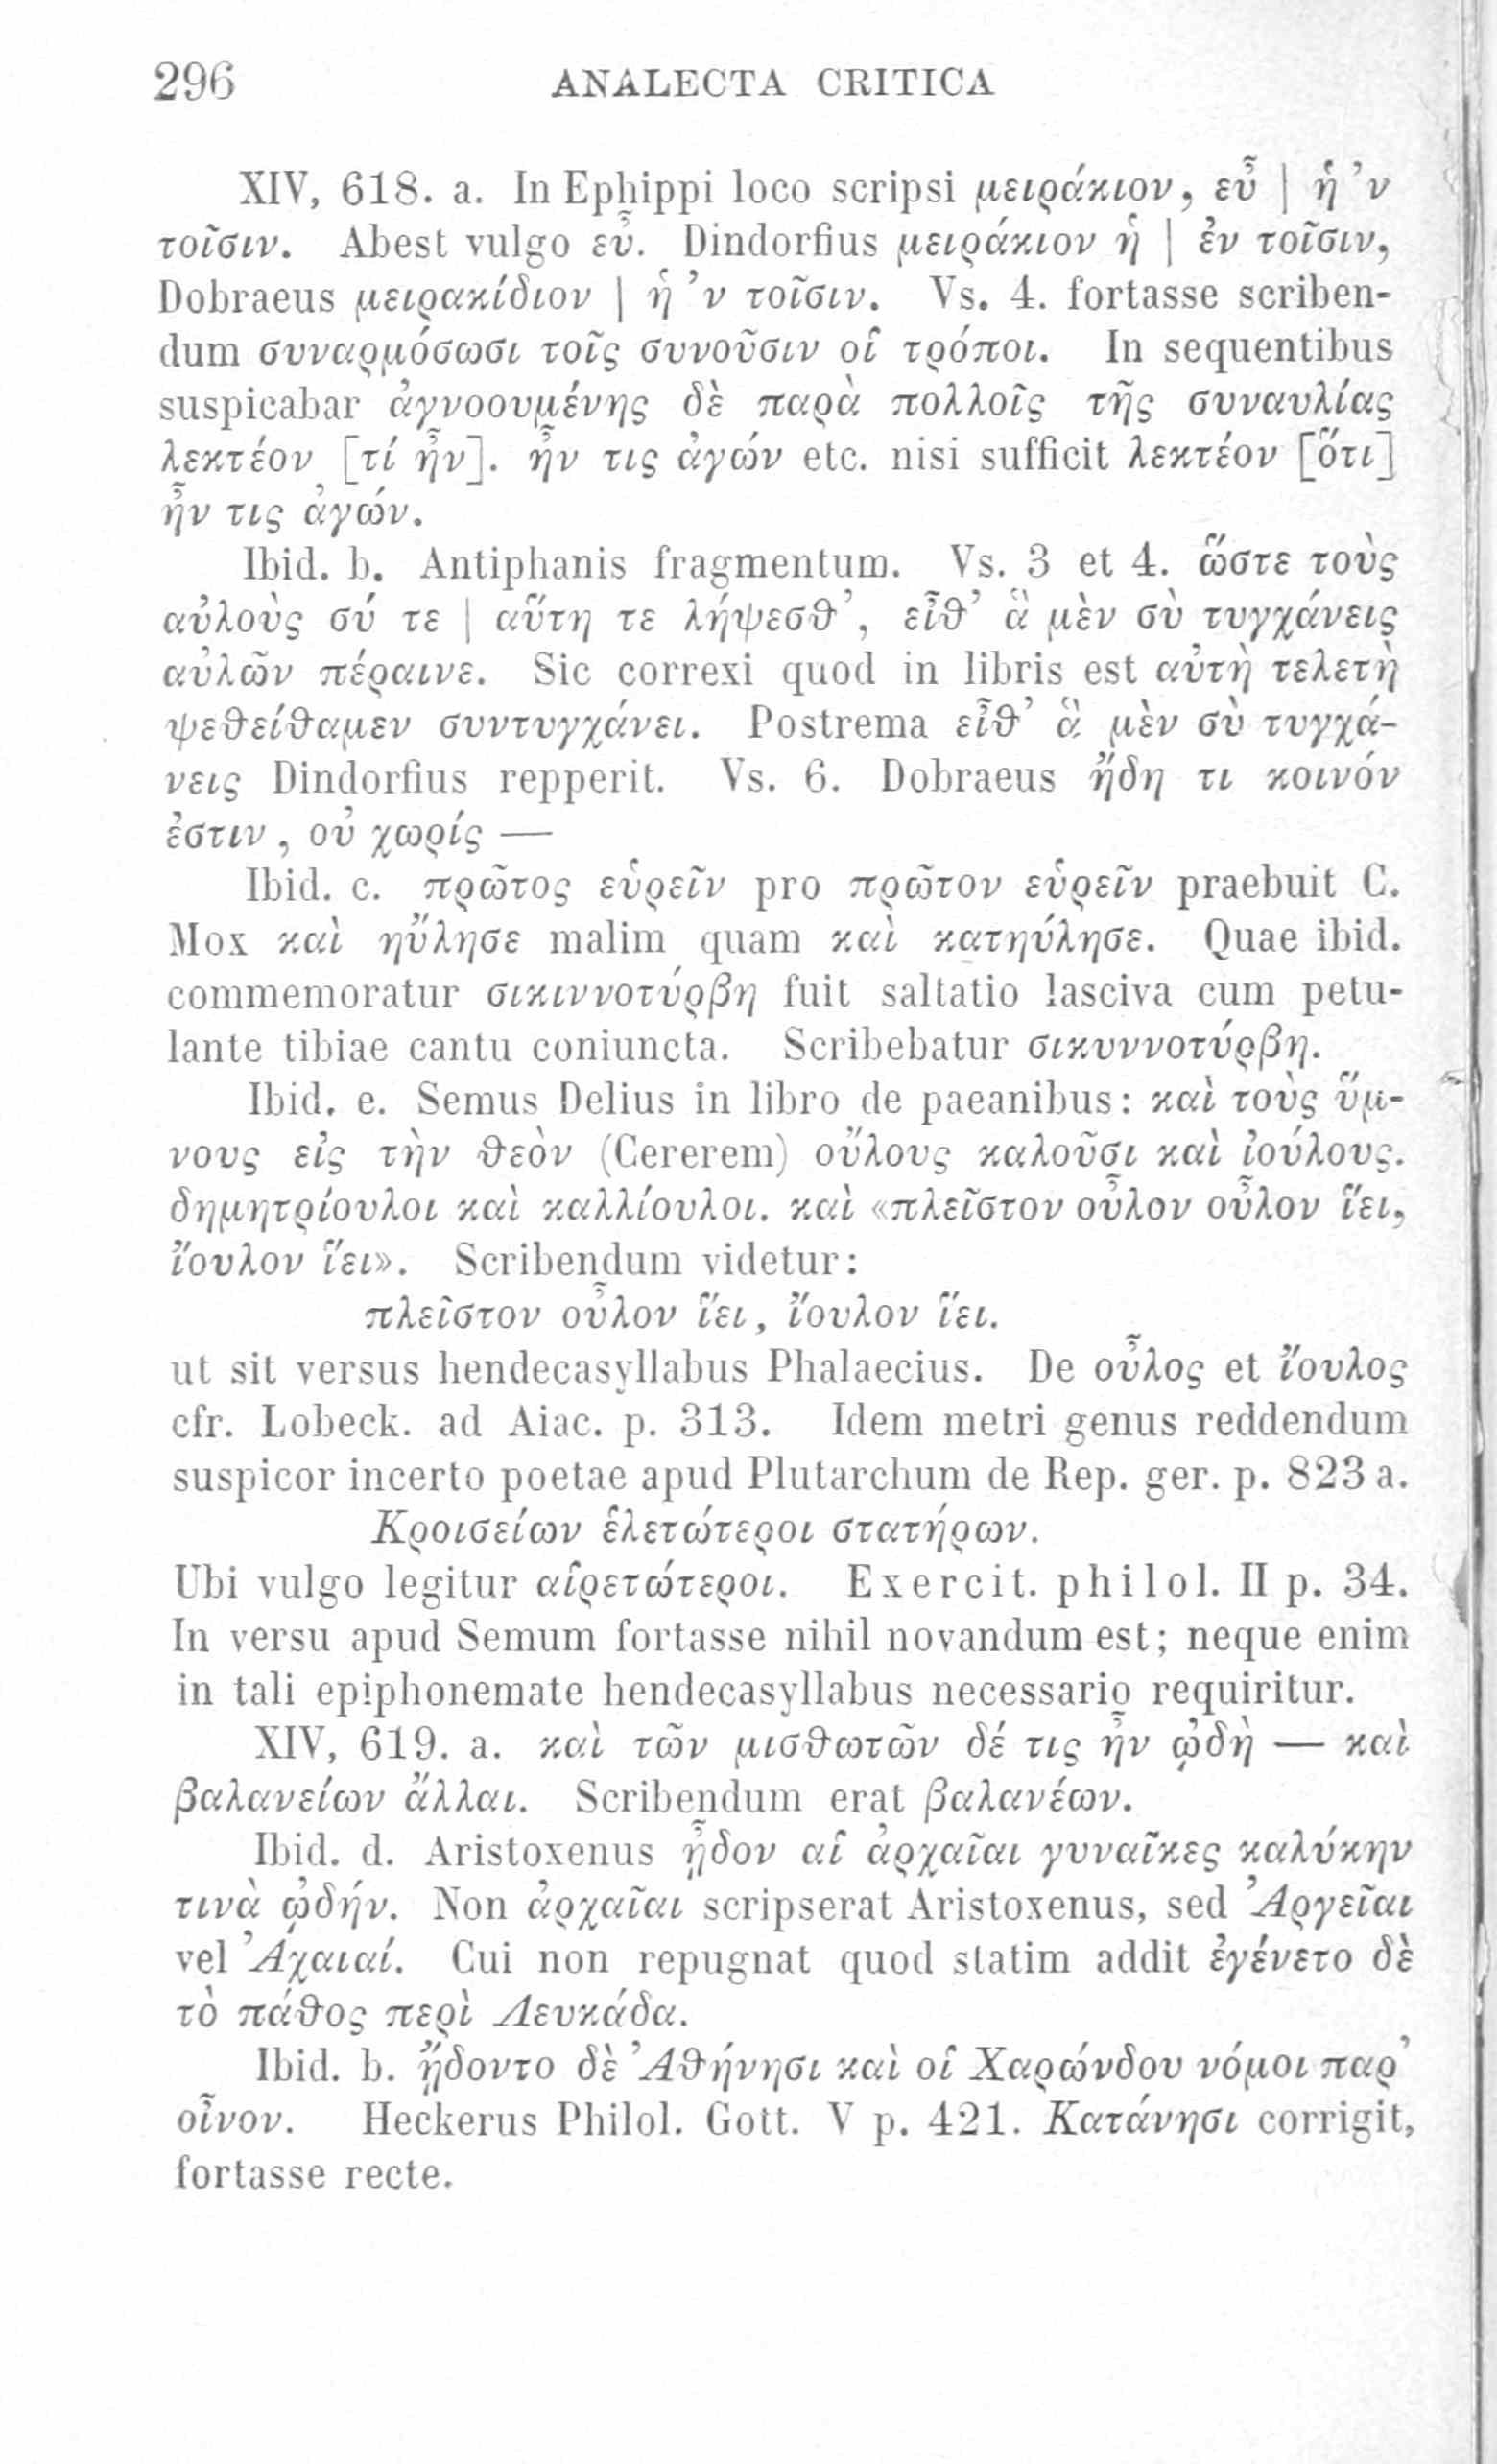 296 ANALECTA CRITICA
XIV, 618. a. In Ephippi loco scripsi μειράκιον, εὖ | ἡ 'ν
τοῖσιν. Abest vulgo εὖ. Dindorfius μειράκιον ἡ | ἐν τοῖσιν,
Dobraeus μειρακίδιον | ἡ 'ν τοῖσιν. Vs. 4. fortasse scriben-
dum συναρμόσωσι τοῖς συνοῦσιν οἱ τρόποι. In sequentibus
suspicabar ἀγνοουμένης δὲ παρὰ πολλοῖς τῆς συναυλίας
λεκτέον [τί ἦν]. ἦν τις ἀγών etc. nisi sufficit λεκτέον [ὅτι]
ἦν τις ἀγών.
Ibid. b. Antiphanis fragmentum. Vs. 3 et 4. ὥστε τοὺς
αὐλοὺς σύ τε | αὕτη τε λήψεσθ', εἶθ' ἃ μὲν σὺ τυγχάνεις
αὐλῶν πέραινε. Sic correxi quod in libris est αὐτὴ τελετὴ
ψεθείθαμεν συντυγχάνει. Postrema εἶθ' ἃ μὲν σὺ τυγχά-
νεις Dindorfius repperit. Vs. 6. Dobraeus ἤδη τι κοινόν
ἐστιν, οὐ χωρίς —
Ibid. c. πρῶτος εὑρεῖν pro πρῶτον εὑρεῖν praebuit C.
Mox καὶ ηὔλησε malim quam καὶ κατηύλησε. Quae ibid.
commemoratur σικιννοτύρβη fuit saltatio lasciva cum petu-
lante tibiae cantu coniuncta. Scribebatur σικυννοτύρβη.
Ibid. e. Semus Delius in libro de paeanibus: καὶ τοὺς ὕμ-
νους εἰς τὴν θεὸν (Cererem) οὔλους καλοῦσι καὶ ἰούλους.
δημητρίουλοι καὶ καλλίουλοι. καὶ «πλεῖστον οὖλον οὖλον ἵει,
ἴουλον ἵει». Scribendum videtur:
πλεῖστον οὖλον ἵει, ἴουλον ἵει.
ut sit versus hendecasyllabus Phalaecius. De οὖλος et ἴουλος
cfr. Lobeck. ad Aiac. p. 313. Idem metri genus reddendum
suspicor incerto poetae apud Plutarchum de Rep. ger. p. 823 a.
Κροισείων ἑλετώτεροι στατήρων.
Ubi vulgo legitur αἱρετώτεροι. Exercit. philol. II p. 34.
In versu apud Semum fortasse nihil novandum est; neque enim
in tali epiphonemate hendecasyllabus necessario requiritur.
XIV, 619. a. καὶ τῶν μισθωτῶν δέ τις ἦν ᾠδὴ — καὶ
βαλανείων ἄλλαι. Scribendum erat βαλανέων.
Ibid. d. Aristoxenus ᾖδον αἱ ἀρχαῖαι γυναῖκες καλύκην
τινὰ ᾠδήν. Non ἀρχαῖαι scripserat Aristoxenus, sed Ἀργεῖαι
vel Ἀχαιαί. Cui non repugnat quod statim addit ἐγένετο δὲ
τὸ πάθος περὶ Λευκάδα.
Ibid. b. ᾔδοντο δὲ Ἀθήνησι καὶ οἱ Χαρώνδου νόμοι παρ'
οἶνον. Heckerus Philol. Gott. V p. 421. Κατάνησι corrigit,
fortasse recte.